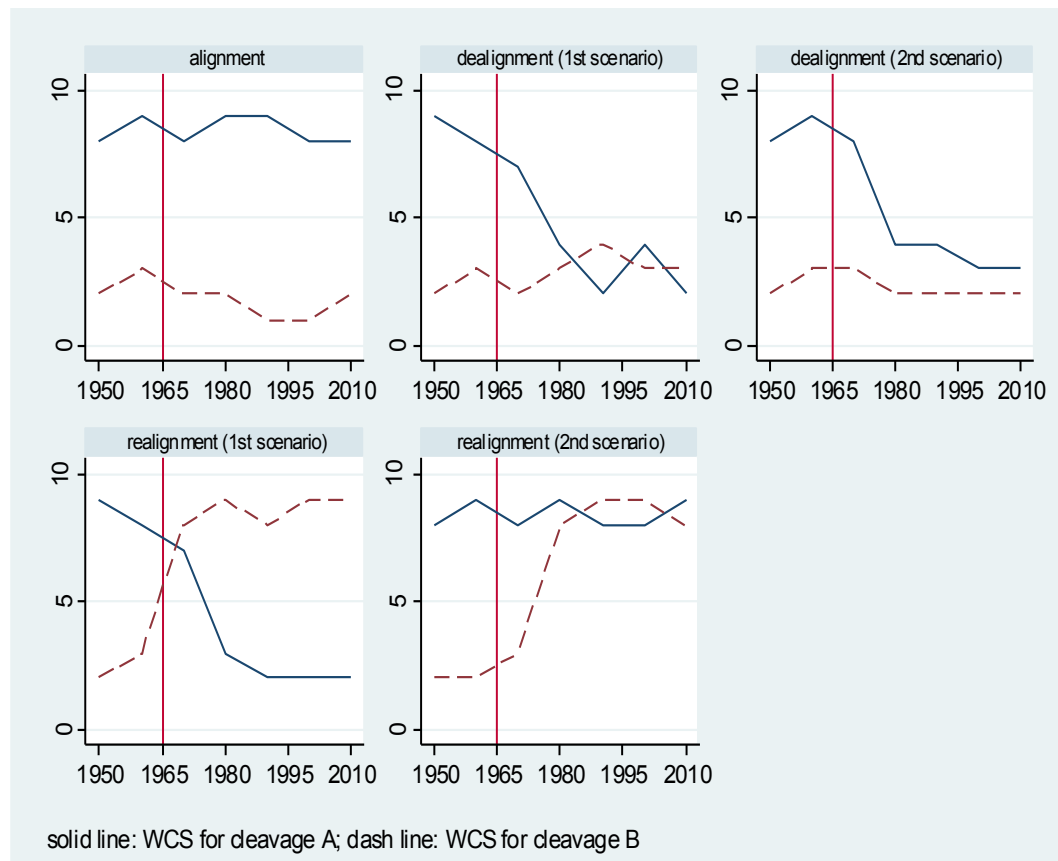 alignment
dealignment (1st scenario)
dealignment (2nd scenario)
10
5
0
1950 1965 1980 1995 2010
10
5
0
1950 1965 1980 1995 2010
10
5
0
1950 1965 1980 1995 2010
realignment (1st scenario)
realignment (2nd scenario)
10
5
0
1950 1965 1980 1995 2010
10
5
0
1950 1965 1980 1995 2010
solid line: WCS for cleavage A; dash line: WCS for cleavage B